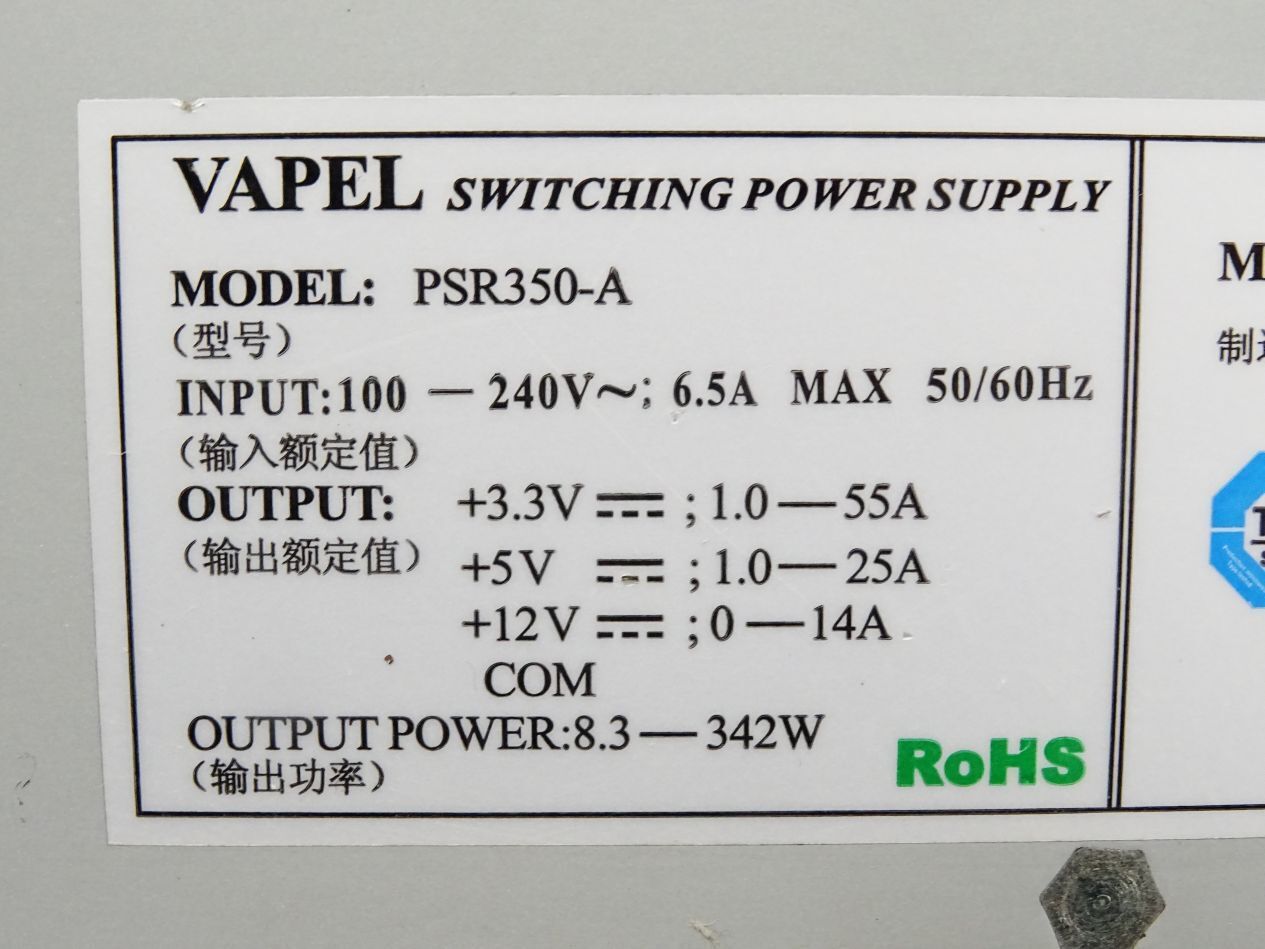 VAPEL SWITCHING POWER SUPPLY
MODEL: PSR350-A
(型号)
INPUT:100 — 240V～; 6.5A MAX 50/60Hz
(输入额定值)
OUTPUT: +3.3V ⎓ ; 1.0—55A
(输出额定值)
+5V ⎓ ; 1.0—25A
+12V ⎓ ; 0—14A
COM
OUTPUT POWER:8.3—342W
(输出功率)
RoHS